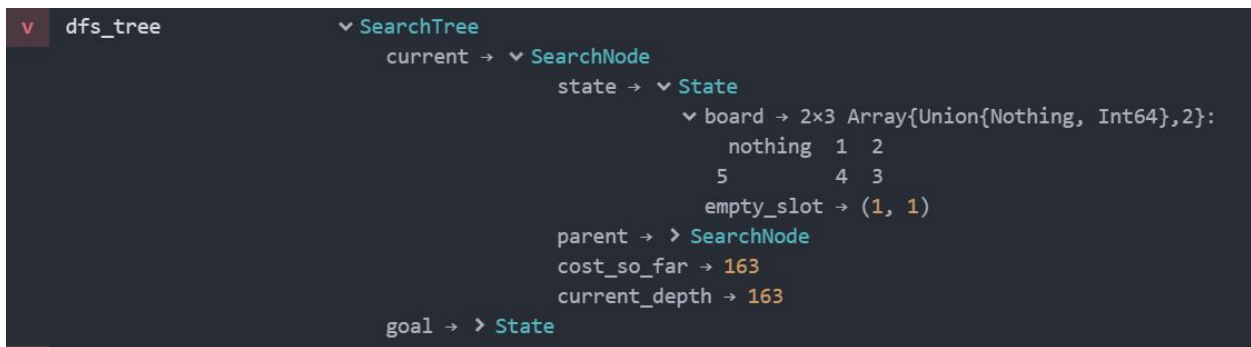 v dfs_tree ⌄ SearchTree
current → ⌄ SearchNode
state → ⌄ State
⌄ board → 2×3 Array{Union{Nothing, Int64},2}:
nothing 1 2
5 4 3
empty_slot → (1, 1)
parent → > SearchNode
cost_so_far → 163
current_depth → 163
goal → > State